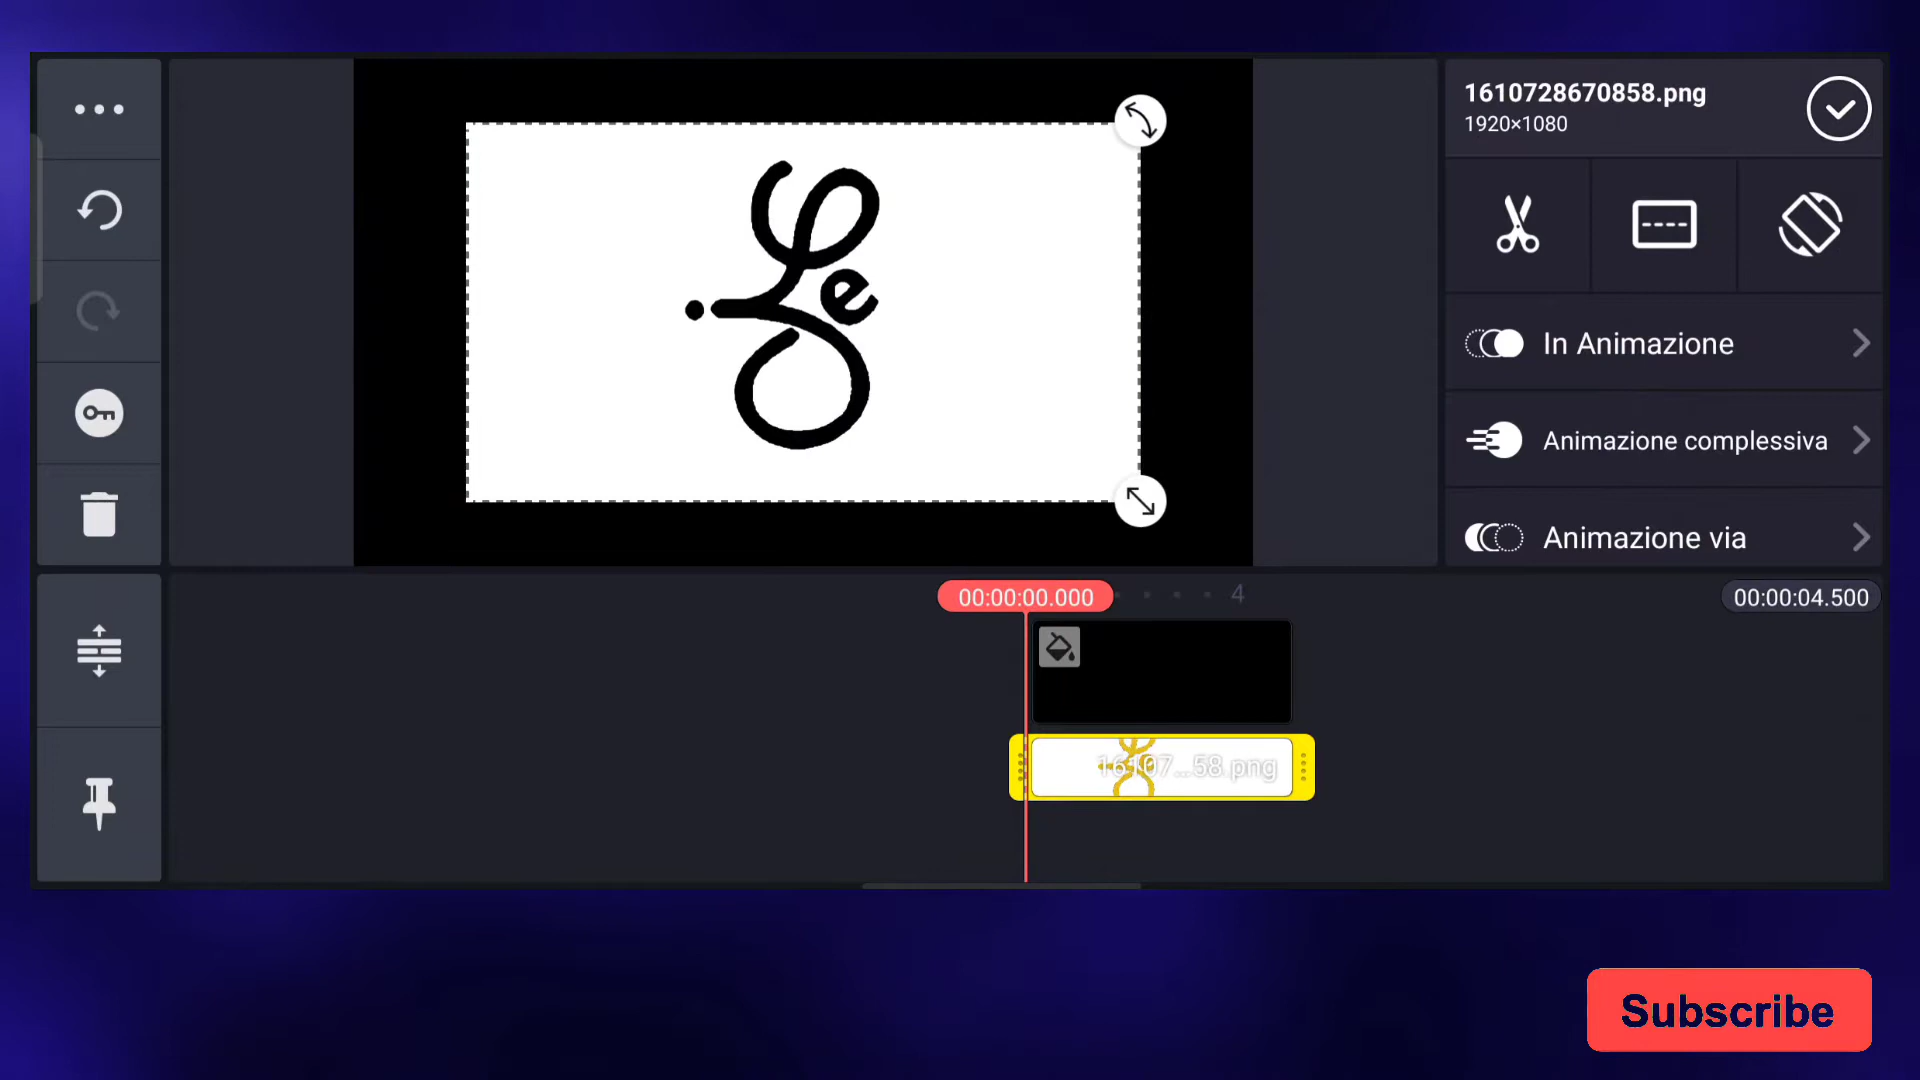 1610728670858.png
1920×1080
In Animazione
Animazione complessiva
Animazione via
00:00:00.000
4
00:00:04.500
16107...58.png
Subscribe